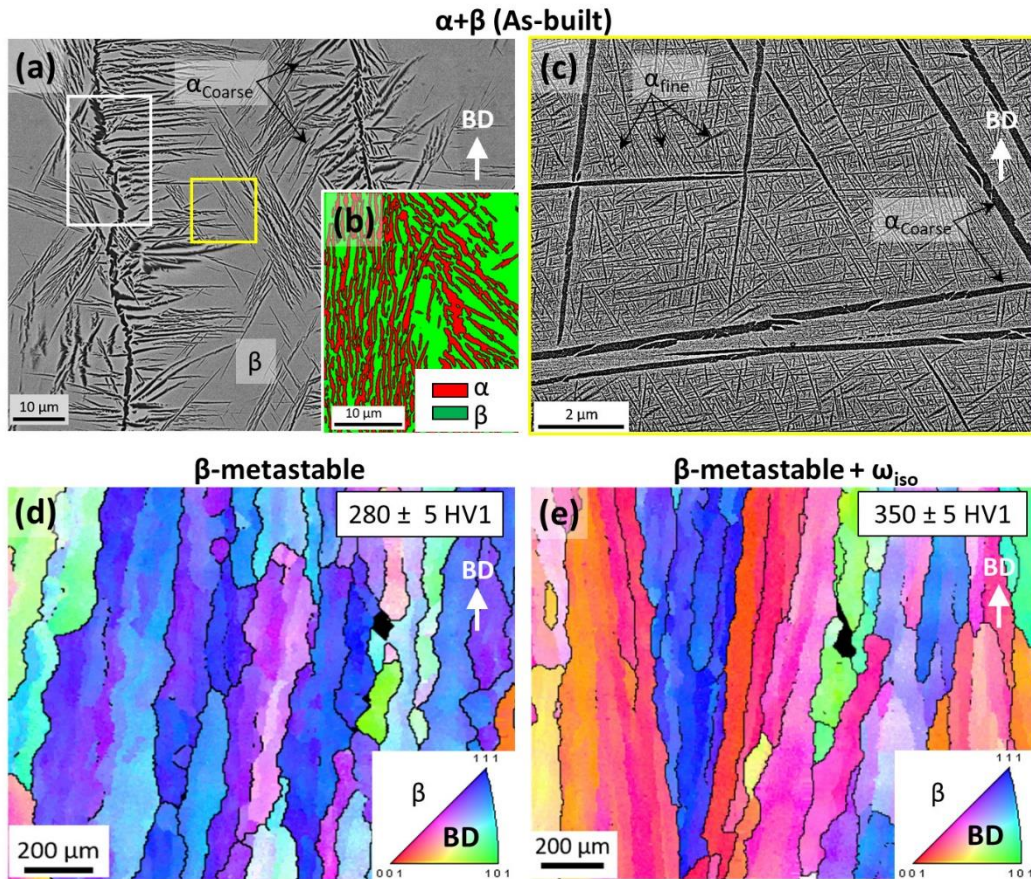 α+β (As-built)
(a)
αCoarse
BD
β
10 µm
(b)
α
β
10 µm
(c)
αfine
BD
αCoarse
2 µm
β-metastable
(d)
280 ± 5 HV1
BD
200 µm
β
111
BD
001
101
β-metastable + ωiso
(e)
350 ± 5 HV1
BD
200 µm
β
111
BD
001
101